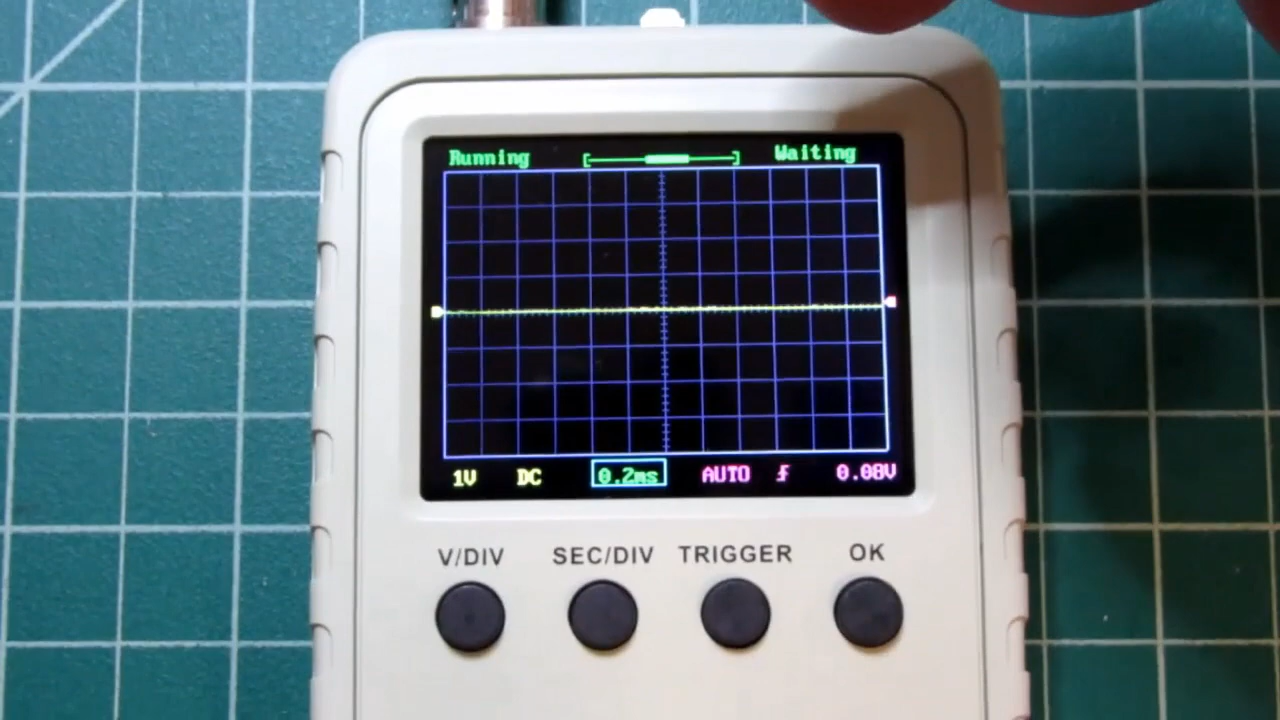 Running Waiting
1V DC 0.2ms AUTO 0.08V
V/DIV SEC/DIV TRIGGER OK